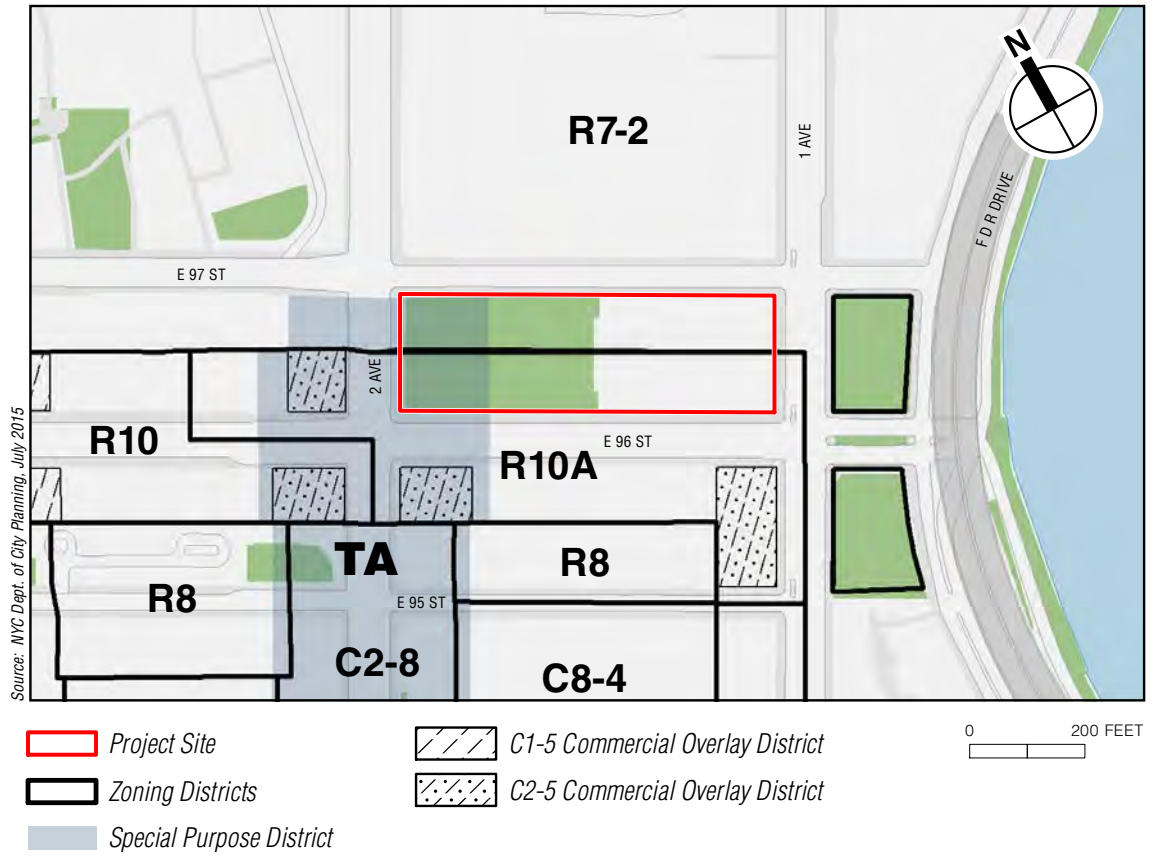 N
R7-2
1 AVE
F D R DRIVE
E 97 ST
2 AVE
R10
E 96 ST
R10A
TA
R8
R8
E 95 ST
C2-8
C8-4
Source: NYC Dept. of City Planning, July 2015
Project Site
Zoning Districts
Special Purpose District
C1-5 Commercial Overlay District
C2-5 Commercial Overlay District
0 200 FEET